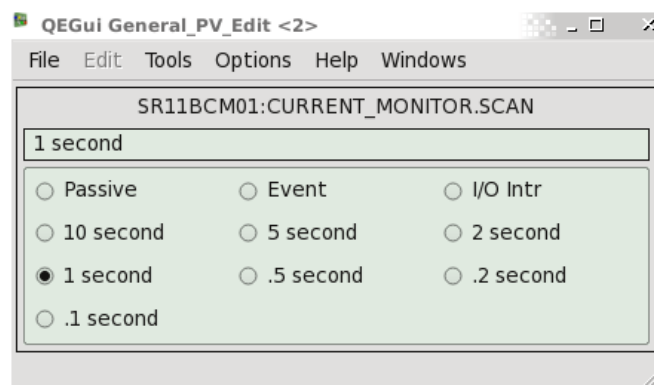 QEGui General_PV_Edit <2>
File Edit Tools Options Help Windows
SR11BCM01:CURRENT_MONITOR.SCAN
1 second
Passive Event I/O Intr
10 second 5 second 2 second
1 second .5 second .2 second
.1 second